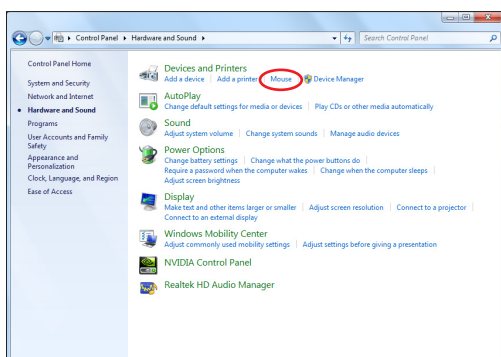 Control Panel Hardware and Sound Search Control Panel
Control Panel Home
System and Security
Network and Internet
Hardware and Sound
Programs
User Accounts and Family
Safety
Appearance and
Personalization
Clock, Language, and Region
Ease of Access
Devices and Printers
Add a device Add a printer Mouse Device Manager
AutoPlay
Change default settings for media or devices Play CDs or other media automatically
Sound
Adjust system volume Change system sounds Manage audio devices
Power Options
Change battery settings Change what the power buttons do
Require a password when the computer wakes Change when the computer sleeps
Adjust screen brightness
Display
Make text and other items larger or smaller Adjust screen resolution Connect to a projector
Connect to an external display
Windows Mobility Center
Adjust commonly used mobility settings Adjust settings before giving a presentation
NVIDIA Control Panel
Realtek HD Audio Manager